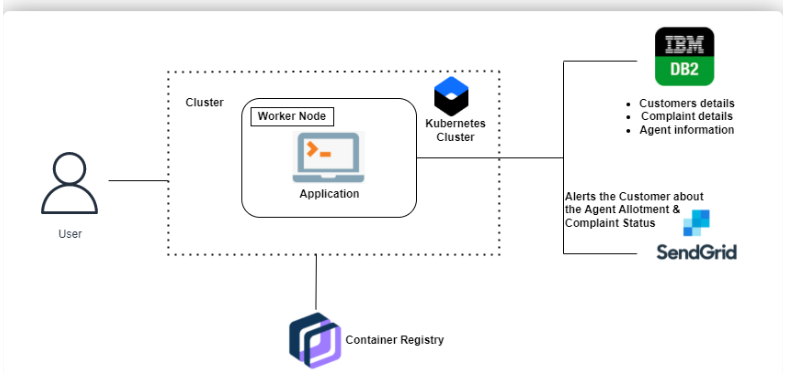 IBM
DB2
Customers details
Complaint details
Agent information
Cluster
Worker Node
Kubernetes
Cluster
>_
Application
User
Alerts the Customer about
the Agent Allotment &
Complaint Status
SendGrid
Container Registry